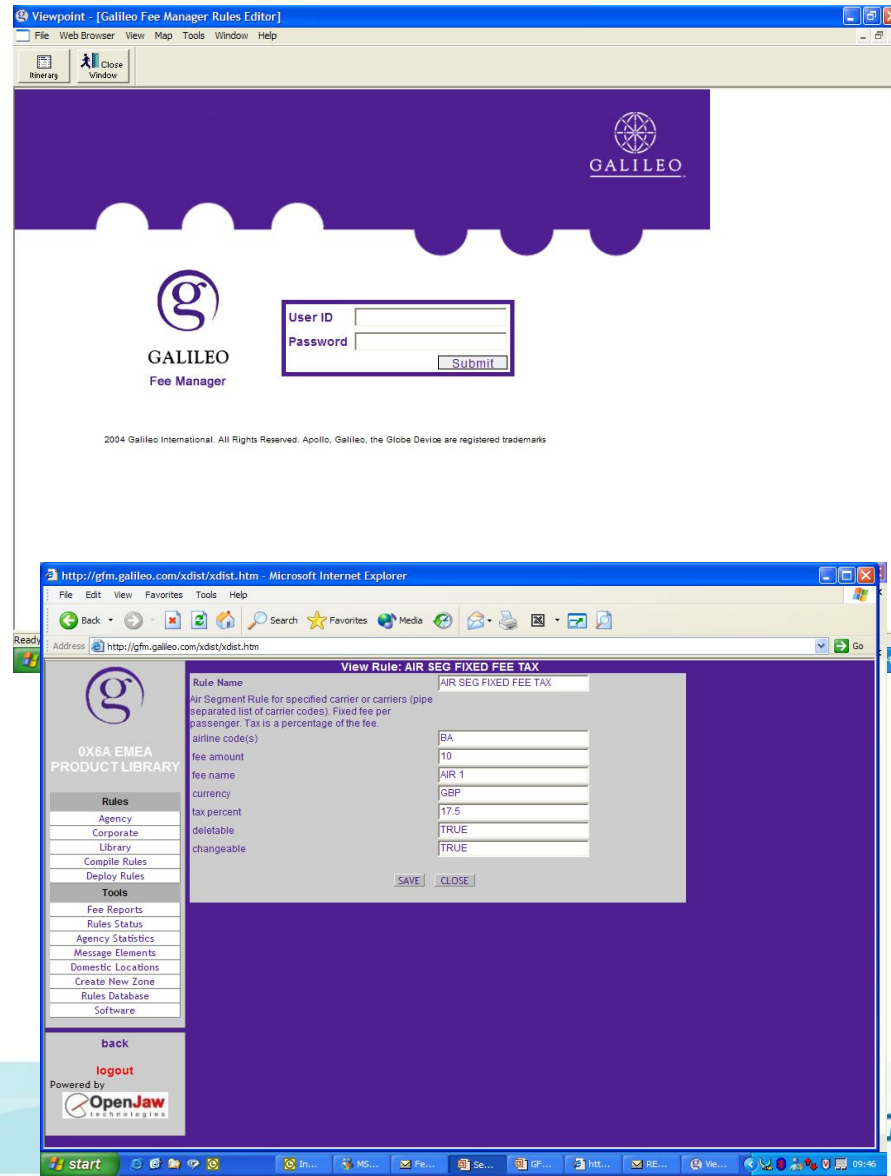 Viewpoint - [Galileo Fee Manager Rules Editor]
File Web Browser View Map Tools Window Help
Itinerary
Close Window
GALILEO
g
User ID
Password
Submit
GALILEO
Fee Manager
2004 Galileo International. All Rights Reserved. Apollo, Galileo, the Globe Device are registered trademarks
http://gfm.galileo.com/xdist/xdist.htm - Microsoft Internet Explorer
File Edit View Favorites Tools Help
Back Search Favorites Media
Ready
Address http://gfm.galileo.com/xdist/xdist.htm Go
View Rule: AIR SEG FIXED FEE TAX
g
Rule Name AIR SEG FIXED FEE TAX
Air Segment Rule for specified carrier or carriers (pipe
separated list of carrier codes). Fixed fee per
passenger. Tax is a percentage of the fee.
airline code(s) BA
fee amount 10
fee name AIR 1
currency GBP
tax percent 17.5
deletable TRUE
changeable TRUE
SAVE CLOSE
0X6A EMEA
PRODUCT LIBRARY
Rules
Agency
Corporate
Library
Compile Rules
Deploy Rules
Tools
Fee Reports
Rules Status
Agency Statistics
Message Elements
Domestic Locations
Create New Zone
Rules Database
Software
back
logout
Powered by
OpenJaw
technologies
start In... MS... Fe... Se... GF... htt... RE... Vie... 09:46